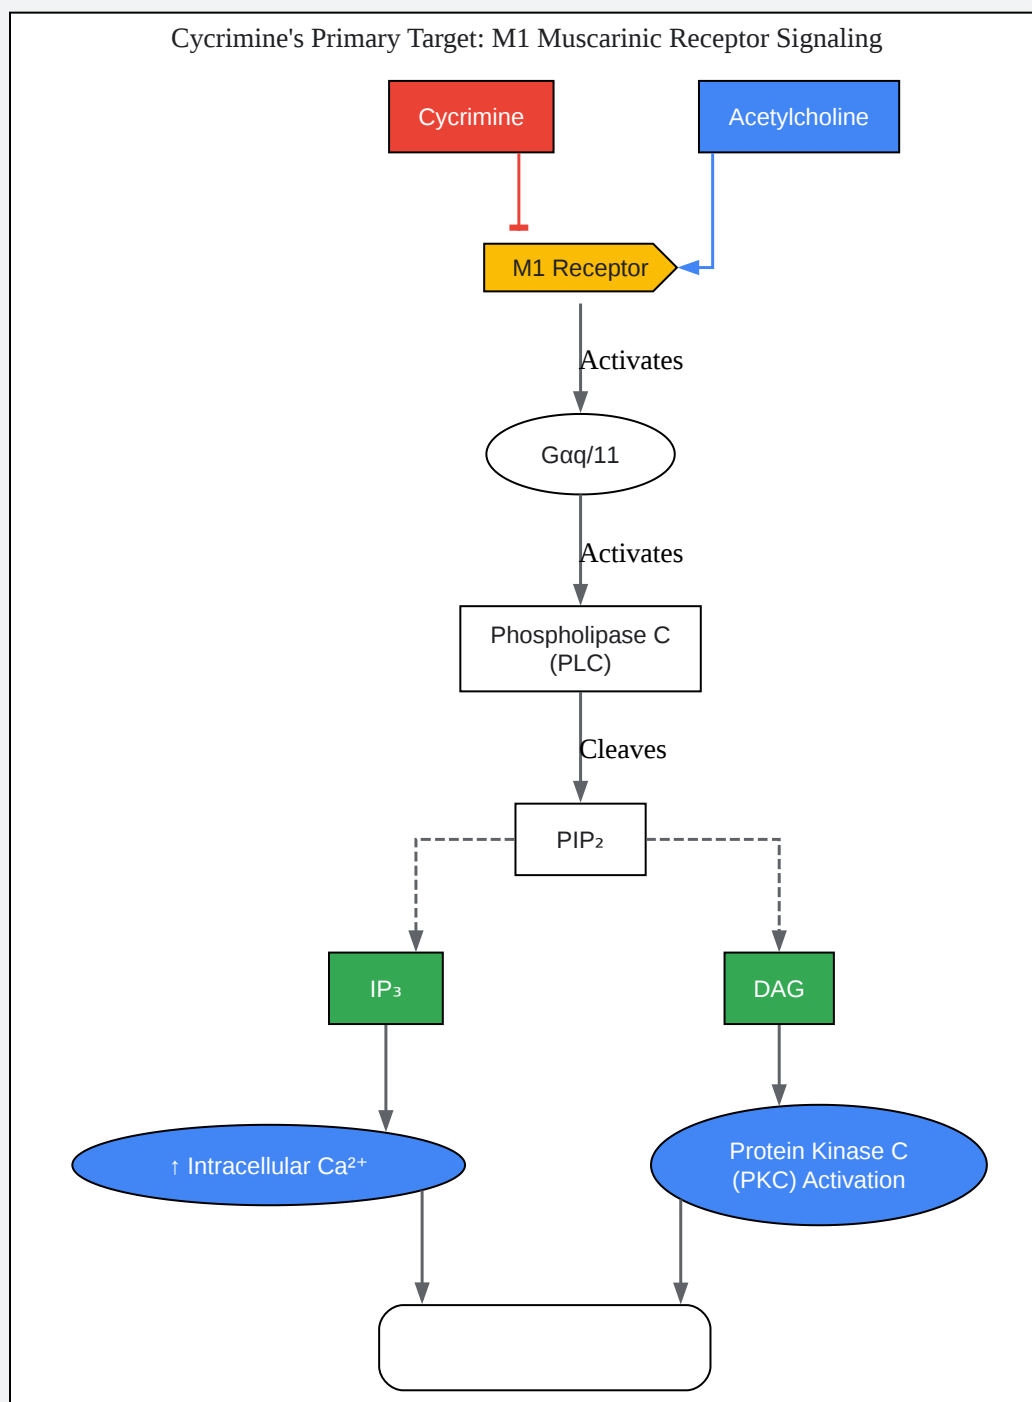 Cycrimine's Primary Target: M1 Muscarinic Receptor Signaling
Cycrimine
Acetylcholine
M1 Receptor
Activates
Gαq/11
Activates
Phospholipase C
(PLC)
Cleaves
PIP₂
IP₃
DAG
↑ Intracellular Ca²⁺
Protein Kinase C
(PKC) Activation